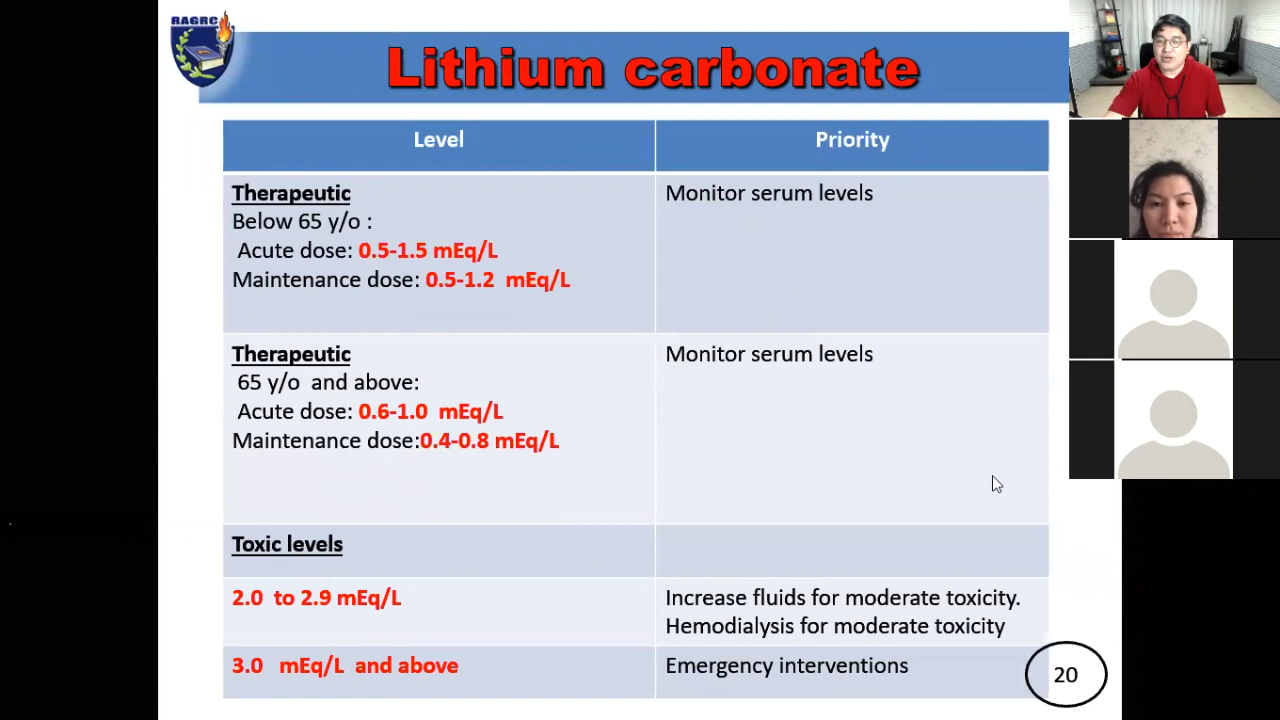 RAGRC
Lithium carbonate
Level
Priority
Therapeutic
Below 65 y/o :
Acute dose: 0.5-1.5 mEq/L
Maintenance dose: 0.5-1.2 mEq/L
Monitor serum levels
Therapeutic
65 y/o and above:
Acute dose: 0.6-1.0 mEq/L
Maintenance dose:0.4-0.8 mEq/L
Monitor serum levels
Toxic levels
2.0 to 2.9 mEq/L
Increase fluids for moderate toxicity.
Hemodialysis for moderate toxicity
3.0 mEq/L and above
Emergency interventions
20